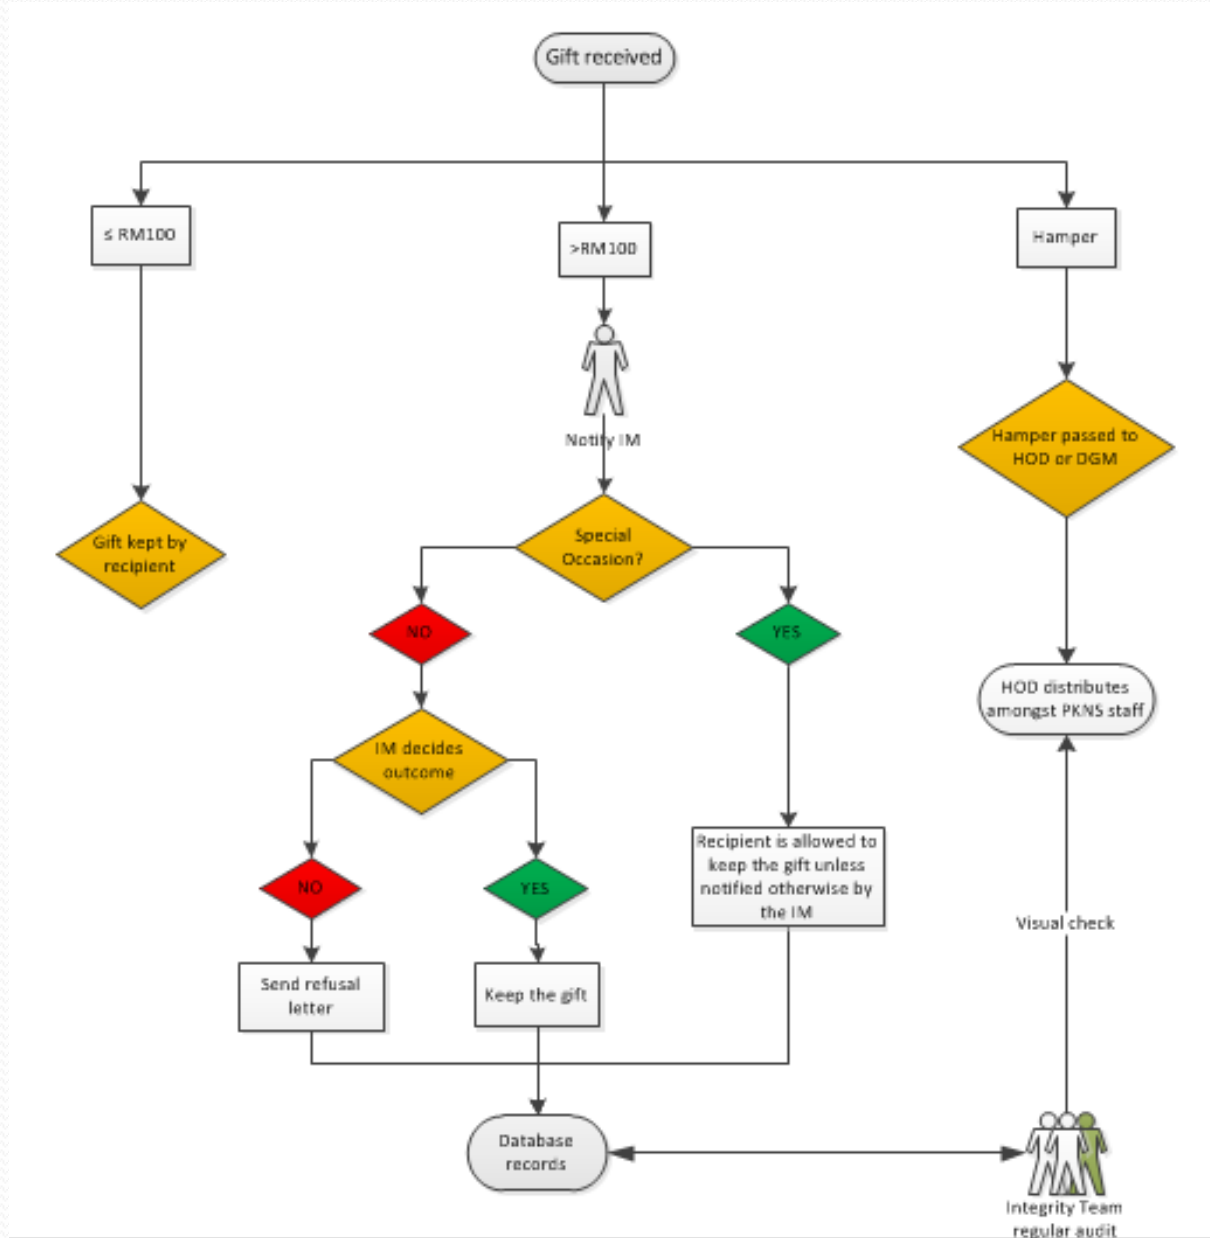 Gift received
≤ RM100
>RM100
Hamper
Notify IM
Hamper passed to
HOD or DGM
Gift kept by
recipient
Special
Occasion?
NO
YES
HOD distributes
amongst PKNS staff
IM decides
outcome
Recipient is allowed to
keep the gift unless
notified otherwise by
the IM
NO
YES
Visual check
Send refusal
letter
Keep the gift
Database
records
Integrity Team
regular audit